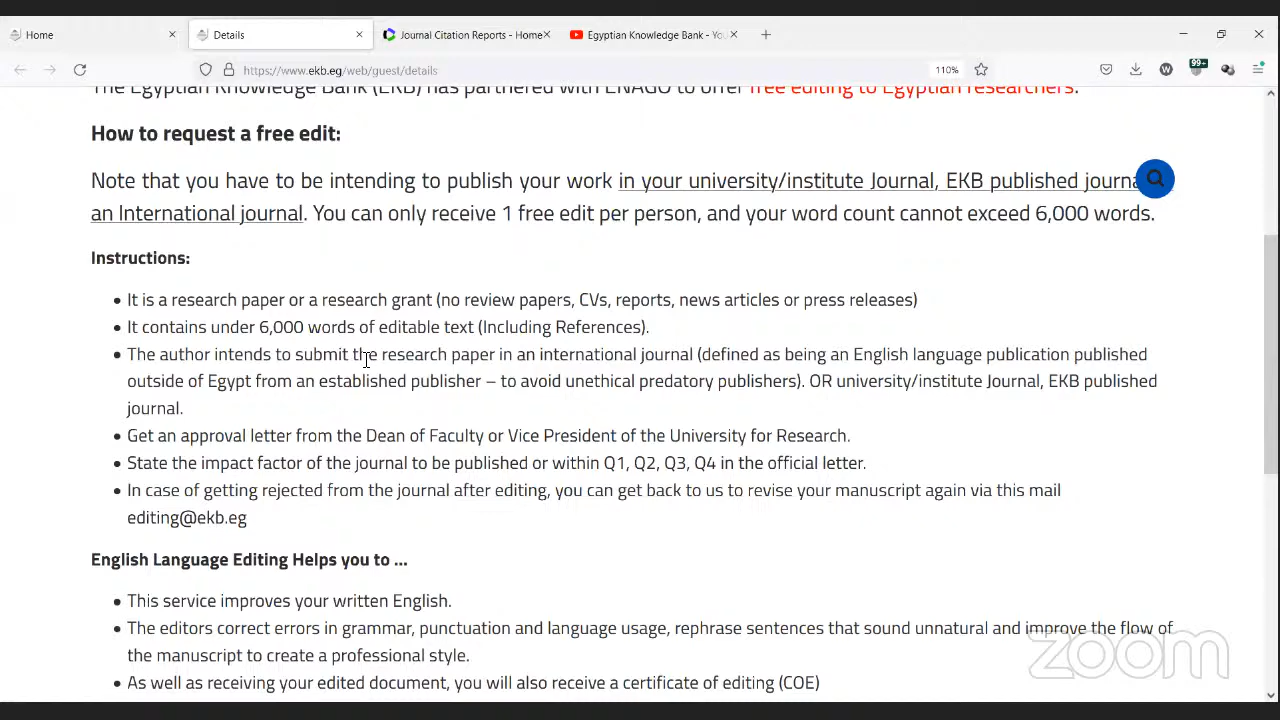 Home
Details
Journal Citation Reports - Home
Egyptian Knowledge Bank - Yo
https://www.ekb.eg/web/guest/details
110%
99+
The Egyptian Knowledge Bank (EKB) has partnered with ENAGO to offer free editing to Egyptian researchers.
How to request a free edit:
Note that you have to be intending to publish your work in your university/institute Journal, EKB published journa
an International journal. You can only receive 1 free edit per person, and your word count cannot exceed 6,000 words.
Instructions:
• It is a research paper or a research grant (no review papers, CVs, reports, news articles or press releases)
• It contains under 6,000 words of editable text (Including References).
• The author intends to submit the research paper in an international journal (defined as being an English language publication published
outside of Egypt from an established publisher – to avoid unethical predatory publishers). OR university/institute Journal, EKB published
journal.
• Get an approval letter from the Dean of Faculty or Vice President of the University for Research.
• State the impact factor of the journal to be published or within Q1, Q2, Q3, Q4 in the official letter.
• In case of getting rejected from the journal after editing, you can get back to us to revise your manuscript again via this mail
editing@ekb.eg
English Language Editing Helps you to ...
• This service improves your written English.
• The editors correct errors in grammar, punctuation and language usage, rephrase sentences that sound unnatural and improve the flow of
the manuscript to create a professional style.
• As well as receiving your edited document, you will also receive a certificate of editing (COE)
zoom